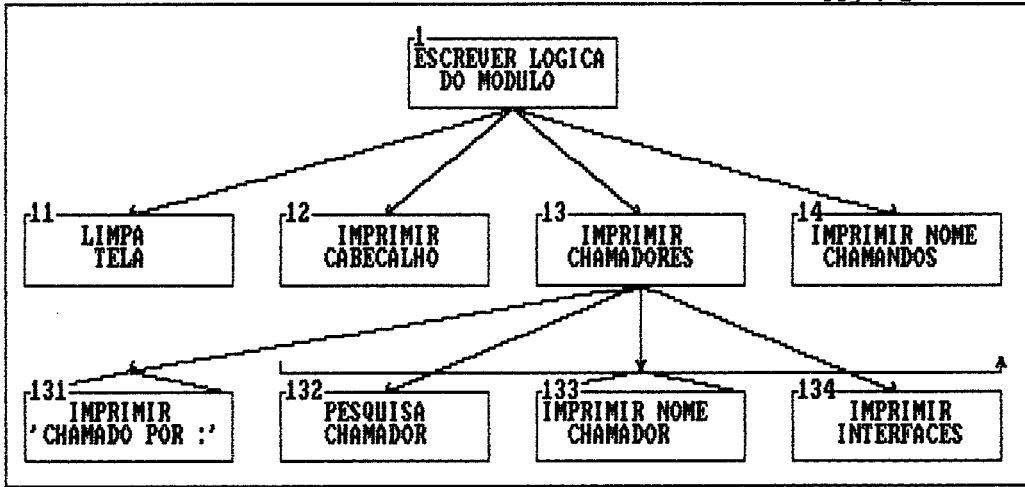 1
ESCREVER LOGICA
DO MODULO
11
LIMPA
TELA
12
IMPRIMIR
CABECALHO
13
IMPRIMIR
CHAMADORES
14
IMPRIMIR NOME
CHAMANDOS
131
IMPRIMIR
'CHAMADO POR :'
132
PESQUISA
CHAMADOR
133
IMPRIMIR NOME
CHAMADOR
134
IMPRIMIR
INTERFACES